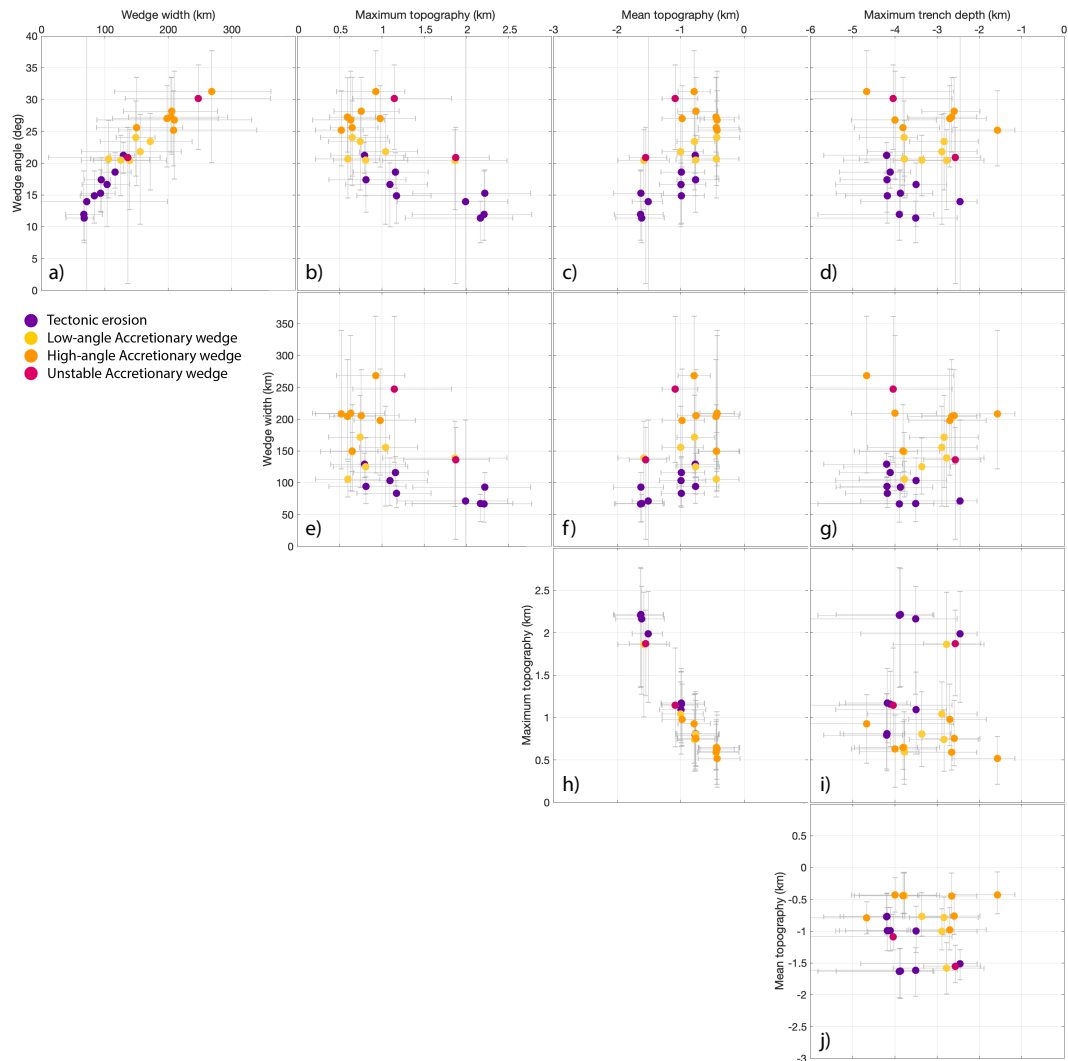 Wedge width (km)
Maximum topography (km)
Mean topography (km)
Maximum trench depth (km)
0 100 200 300
0 0.5 1 1.5 2 2.5
-3 -2 -1 0
-5 -4 -3 -2 -1
40
35
30
25
20
15
10
5
0
Wedge angle (deg)
a)
b)
c)
d)
Tectonic erosion
Low-angle Accretionary wedge
High-angle Accretionary wedge
Unstable Accretionary wedge
350
300
250
200
150
100
50
0
Wedge width (km)
e)
f)
g)
2.5
2
1.5
1
0.5
0
Maximum topography (km)
h)
i)
0.5
0
-0.5
-1
-1.5
-2
-2.5
-3
Mean topography (km)
j)